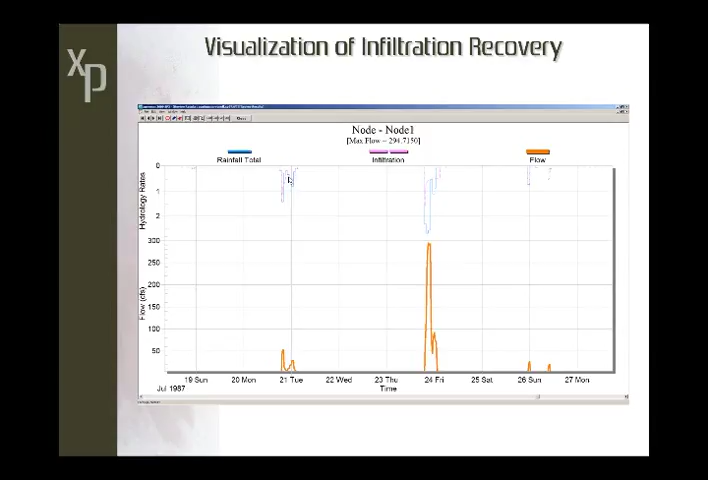 Visualization of Infiltration Recovery
XP
Node - Node1
[Max Flow = 294.7150]
Rainfall Total
Infiltration
Flow
Hydrology Rates
0
1
2
Flow (cfs)
300
250
200
150
100
50
19 Sun 20 Mon 21 Tue 22 Wed 23 Thu 24 Fri 25 Sat 26 Sun 27 Mon
Jul 1987
Time